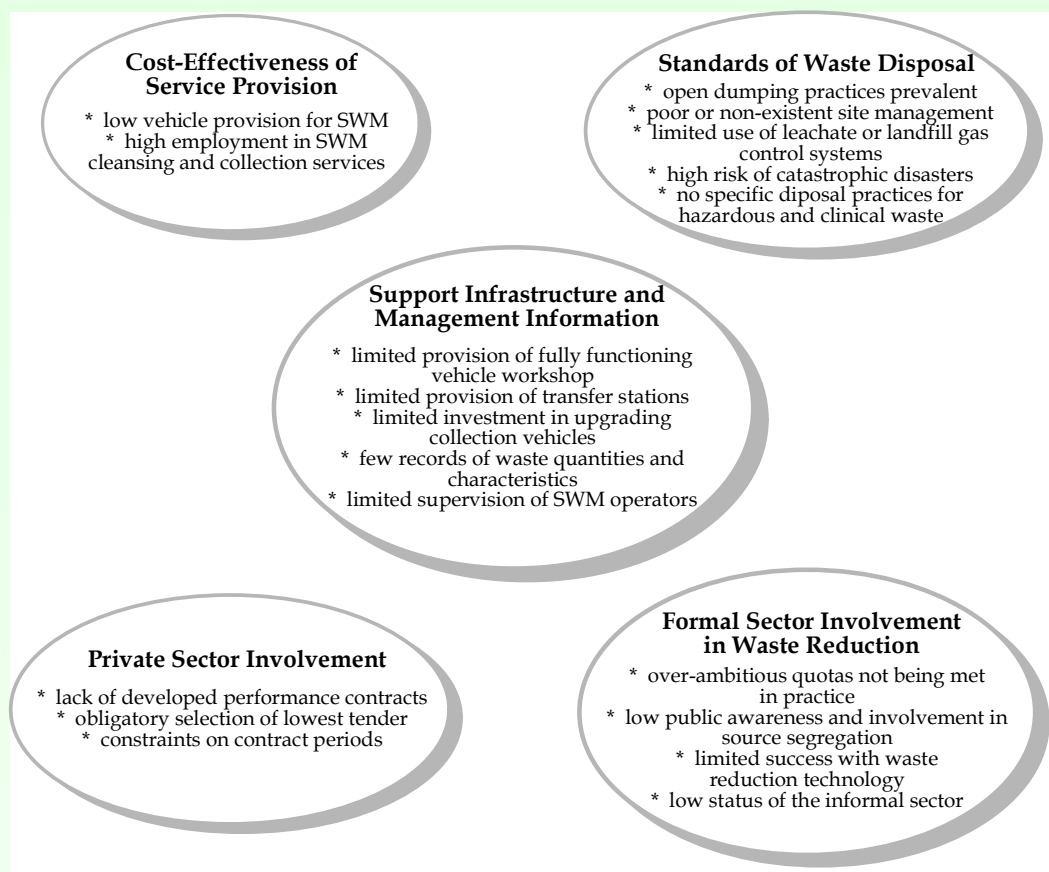 Cost-Effectiveness of
Service Provision
* low vehicle provision for SWM
* high employment in SWM
cleansing and collection services
Standards of Waste Disposal
* open dumping practices prevalent
* poor or non-existent site management
* limited use of leachate or landfill gas
control systems
* high risk of catastrophic disasters
* no specific diposal practices for
hazardous and clinical waste
Support Infrastructure and
Management Information
* limited provision of fully functioning
vehicle workshop
* limited provision of transfer stations
* limited investment in upgrading
collection vehicles
* few records of waste quantities and
characteristics
* limited supervision of SWM operators
Private Sector Involvement
* lack of developed performance contracts
* obligatory selection of lowest tender
* constraints on contract periods
Formal Sector Involvement
in Waste Reduction
* over-ambitious quotas not being met
in practice
* low public awareness and involvement in
source segregation
* limited success with waste
reduction technology
* low status of the informal sector